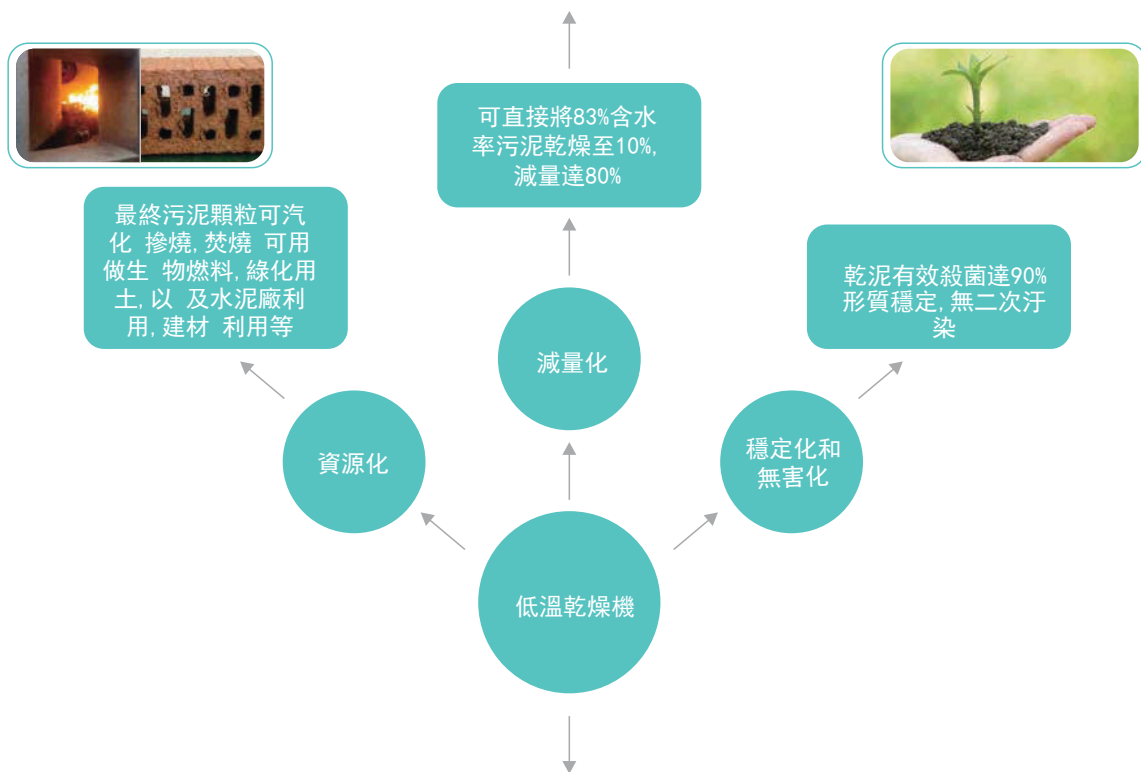 可直接將83%含水
率污泥乾燥至10%,
減量達80%
最終污泥顆粒可汽
化 摻燒, 焚燒 可用
做生 物燃料, 綠化用
土, 以 及水泥廠利
用, 建材 利用等
乾泥有效殺菌達90%
形質穩定, 無二次汙
染
減量化
資源化
穩定化和
無害化
低溫乾燥機